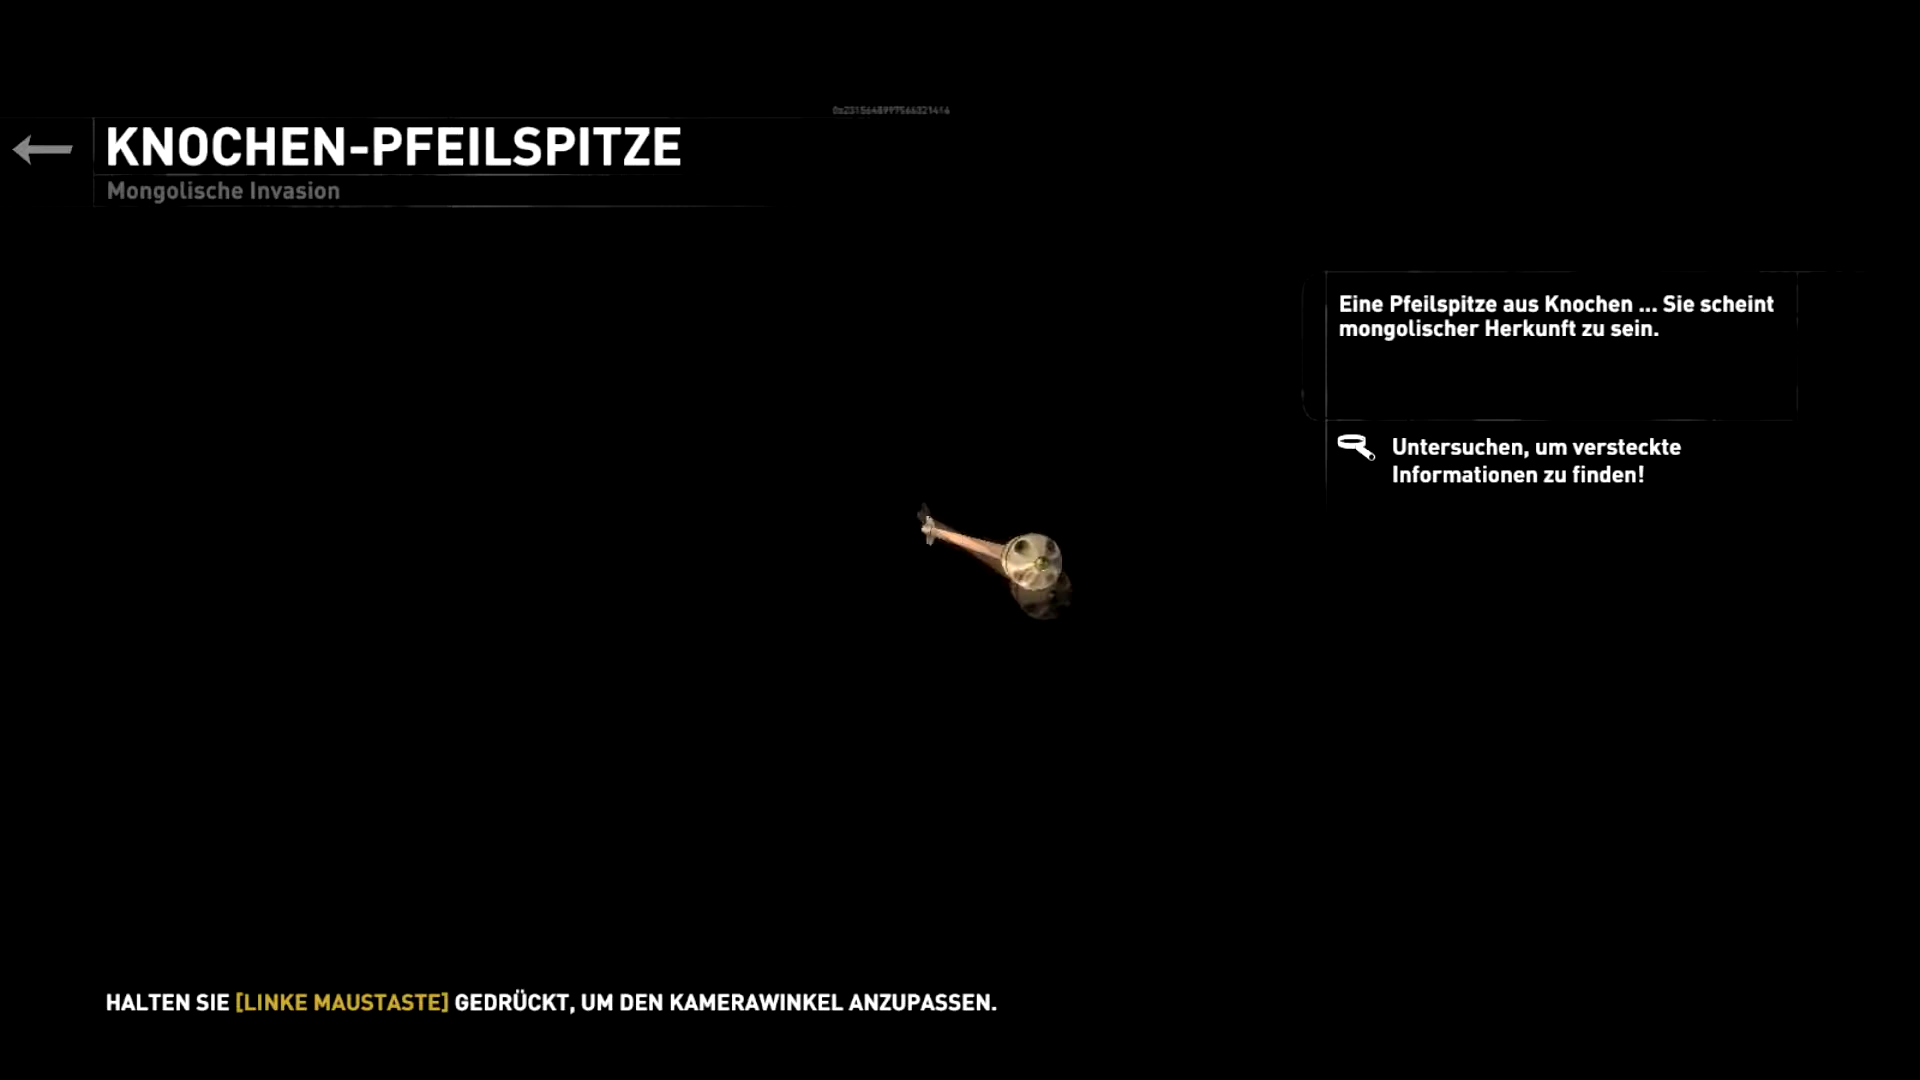 KNOCHEN-PFEILSPITZE
Mongolische Invasion
Eine Pfeilspitze aus Knochen ... Sie scheint
mongolischer Herkunft zu sein.
Untersuchen, um versteckte
Informationen zu finden!
HALTEN SIE [LINKE MAUSTASTE] GEDRÜCKT, UM DEN KAMERAWINKEL ANZUPASSEN.